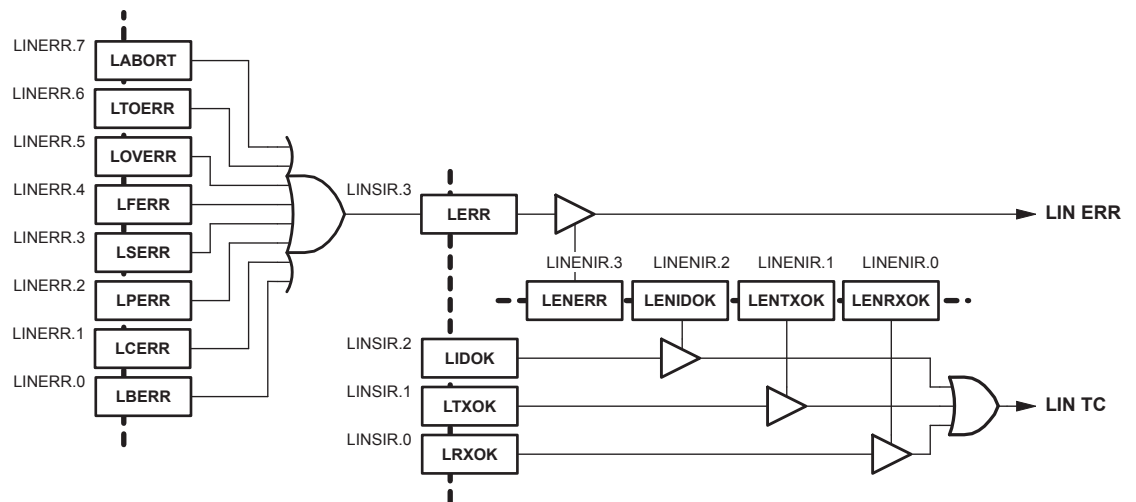 LINERR.7
LABORT
LINERR.6
LTOERR
LINERR.5
LOVERR
LINERR.4
LFERR
LINERR.3
LSERR
LINERR.2
LPERR
LINERR.1
LCERR
LINERR.0
LBERR
LINSIR.3
LERR
LIN ERR
LINENIR.3 LINENIR.2 LINENIR.1 LINENIR.0
LENERR LENIDOK LENTXOK LENRXOK
LINSIR.2
LIDOK
LINSIR.1
LTXOK
LIN TC
LINSIR.0
LRXOK